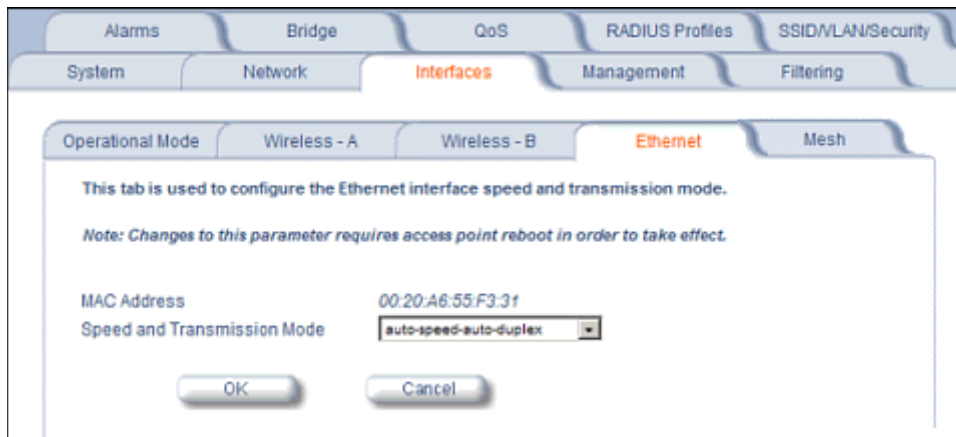 Alarms Bridge QoS RADIUS Profiles SSID/VLAN/Security
System Network Interfaces Management Filtering
Operational Mode Wireless - A Wireless - B Ethernet Mesh
This tab is used to configure the Ethernet interface speed and transmission mode.
Note: Changes to this parameter requires access point reboot in order to take effect.
MAC Address 00:20:A6:55:F3:31
Speed and Transmission Mode auto-speed-auto-duplex
OK Cancel